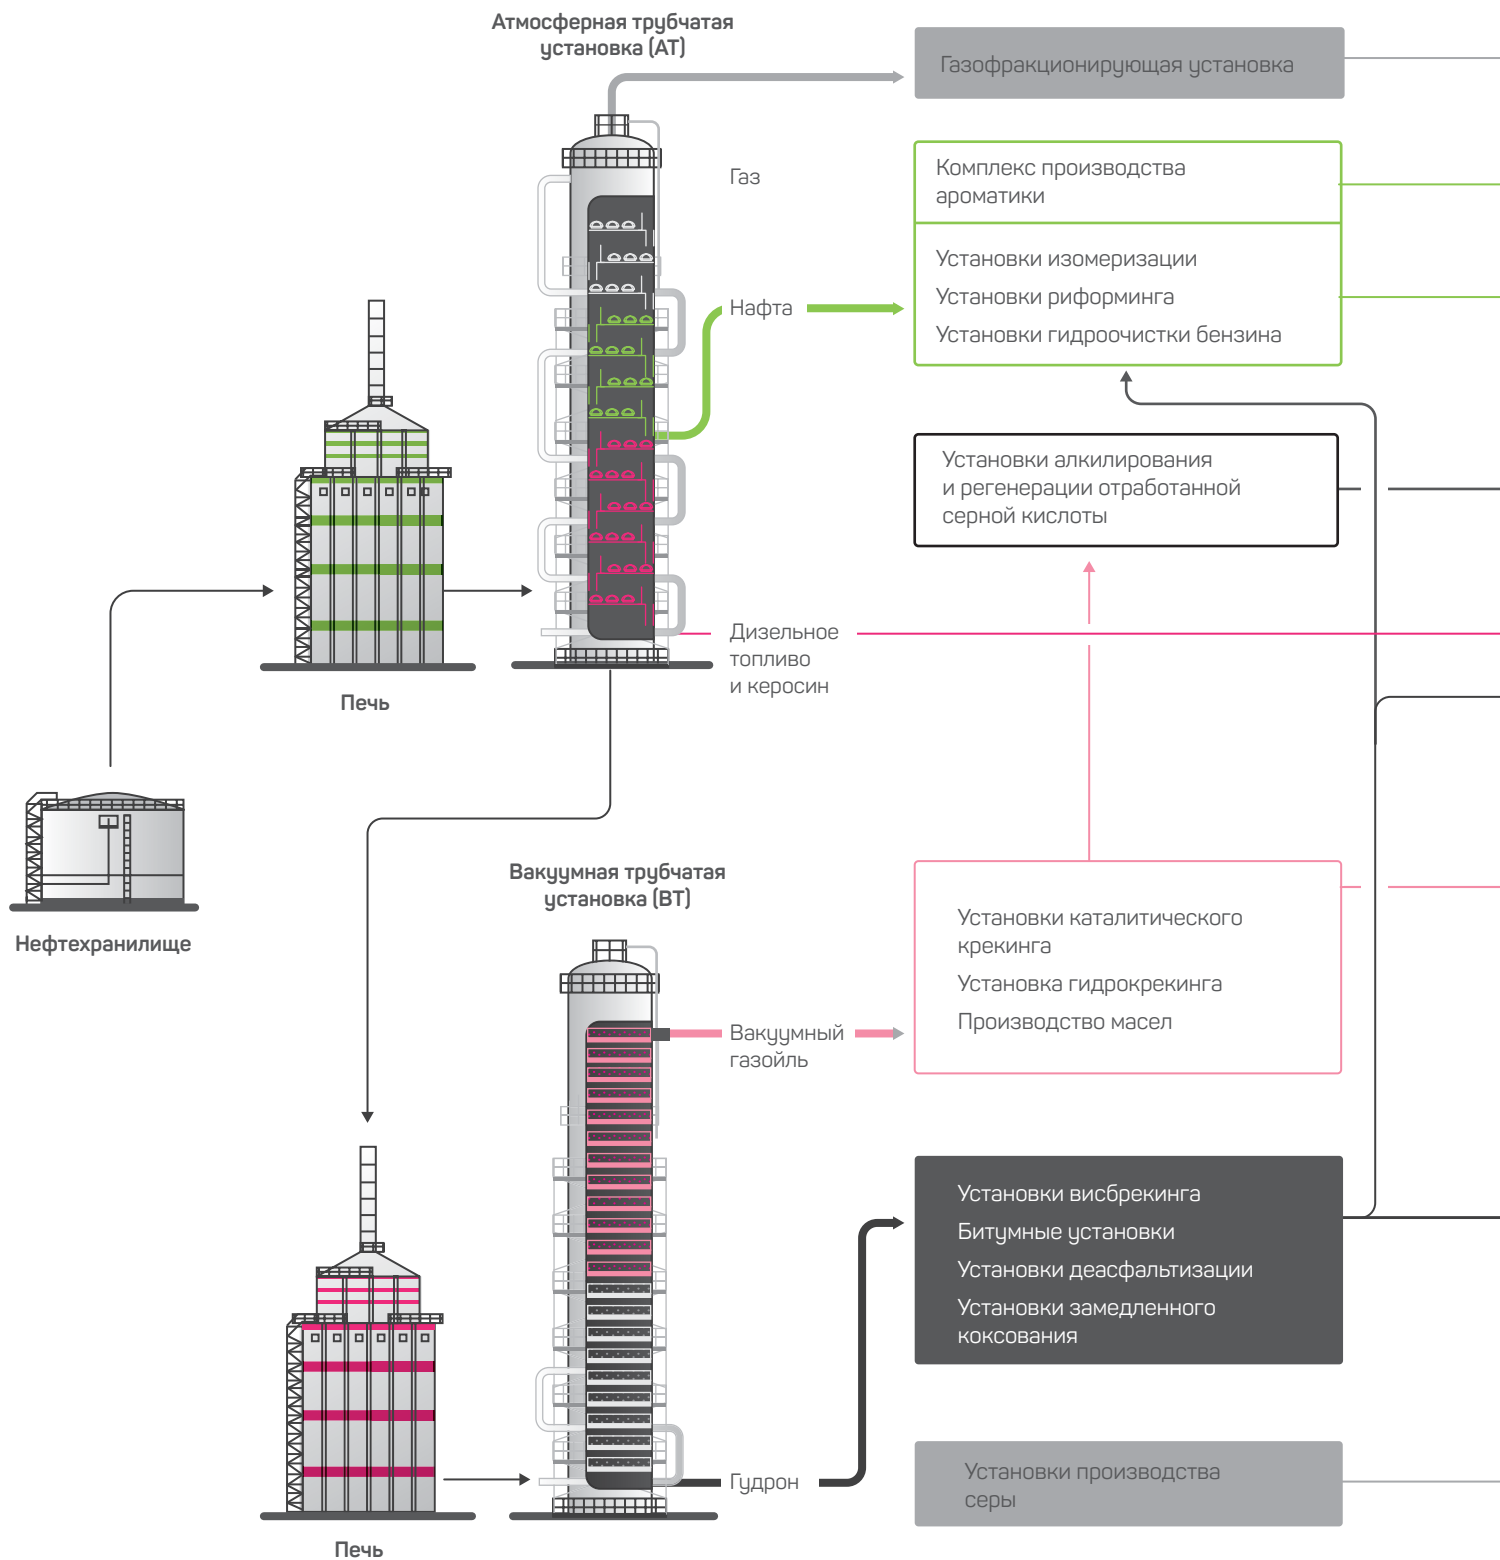 Атмосферная трубчатая
установка (АТ)
Газофракционирующая установка
Газ
Комплекс производства
ароматики
Установки изомеризации
Установки риформинга
Установки гидроочистки бензина
Нафта
Установки алкилирования
и регенерации отработанной
серной кислоты
Дизельное
топливо
и керосин
Печь
Нефтехранилище
Вакуумная трубчатая
установка (ВТ)
Установки каталитического
крекинга
Установка гидрокрекинга
Производство масел
Вакуумный
газойль
Установки висбрекинга
Битумные установки
Установки деасфальтизации
Установки замедленного
коксования
Гудрон
Установки производства
серы
Печь